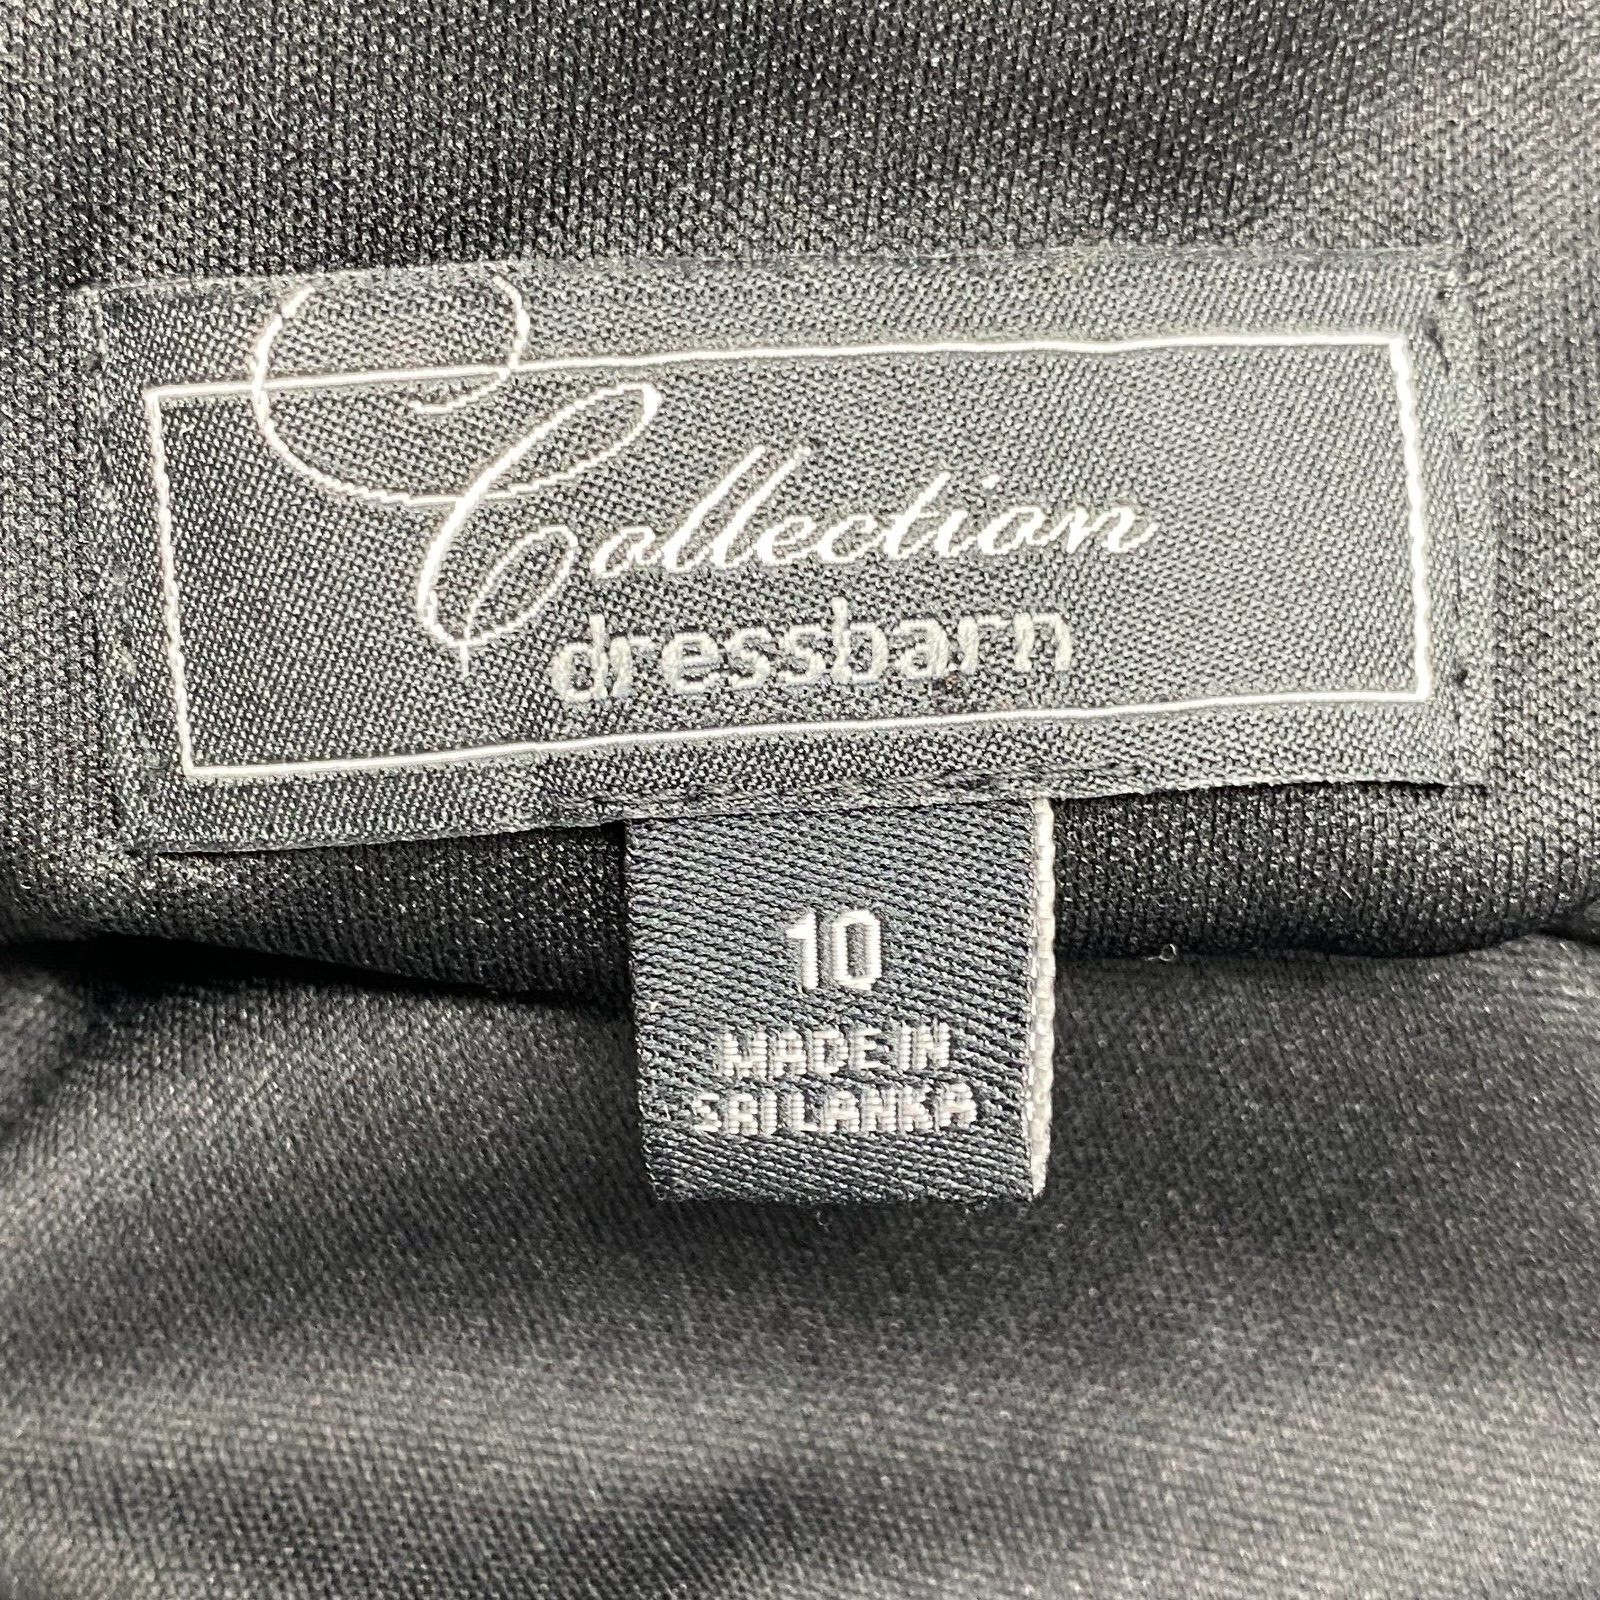 Collection
dressbarn
10
MADE IN
SRI LANKA